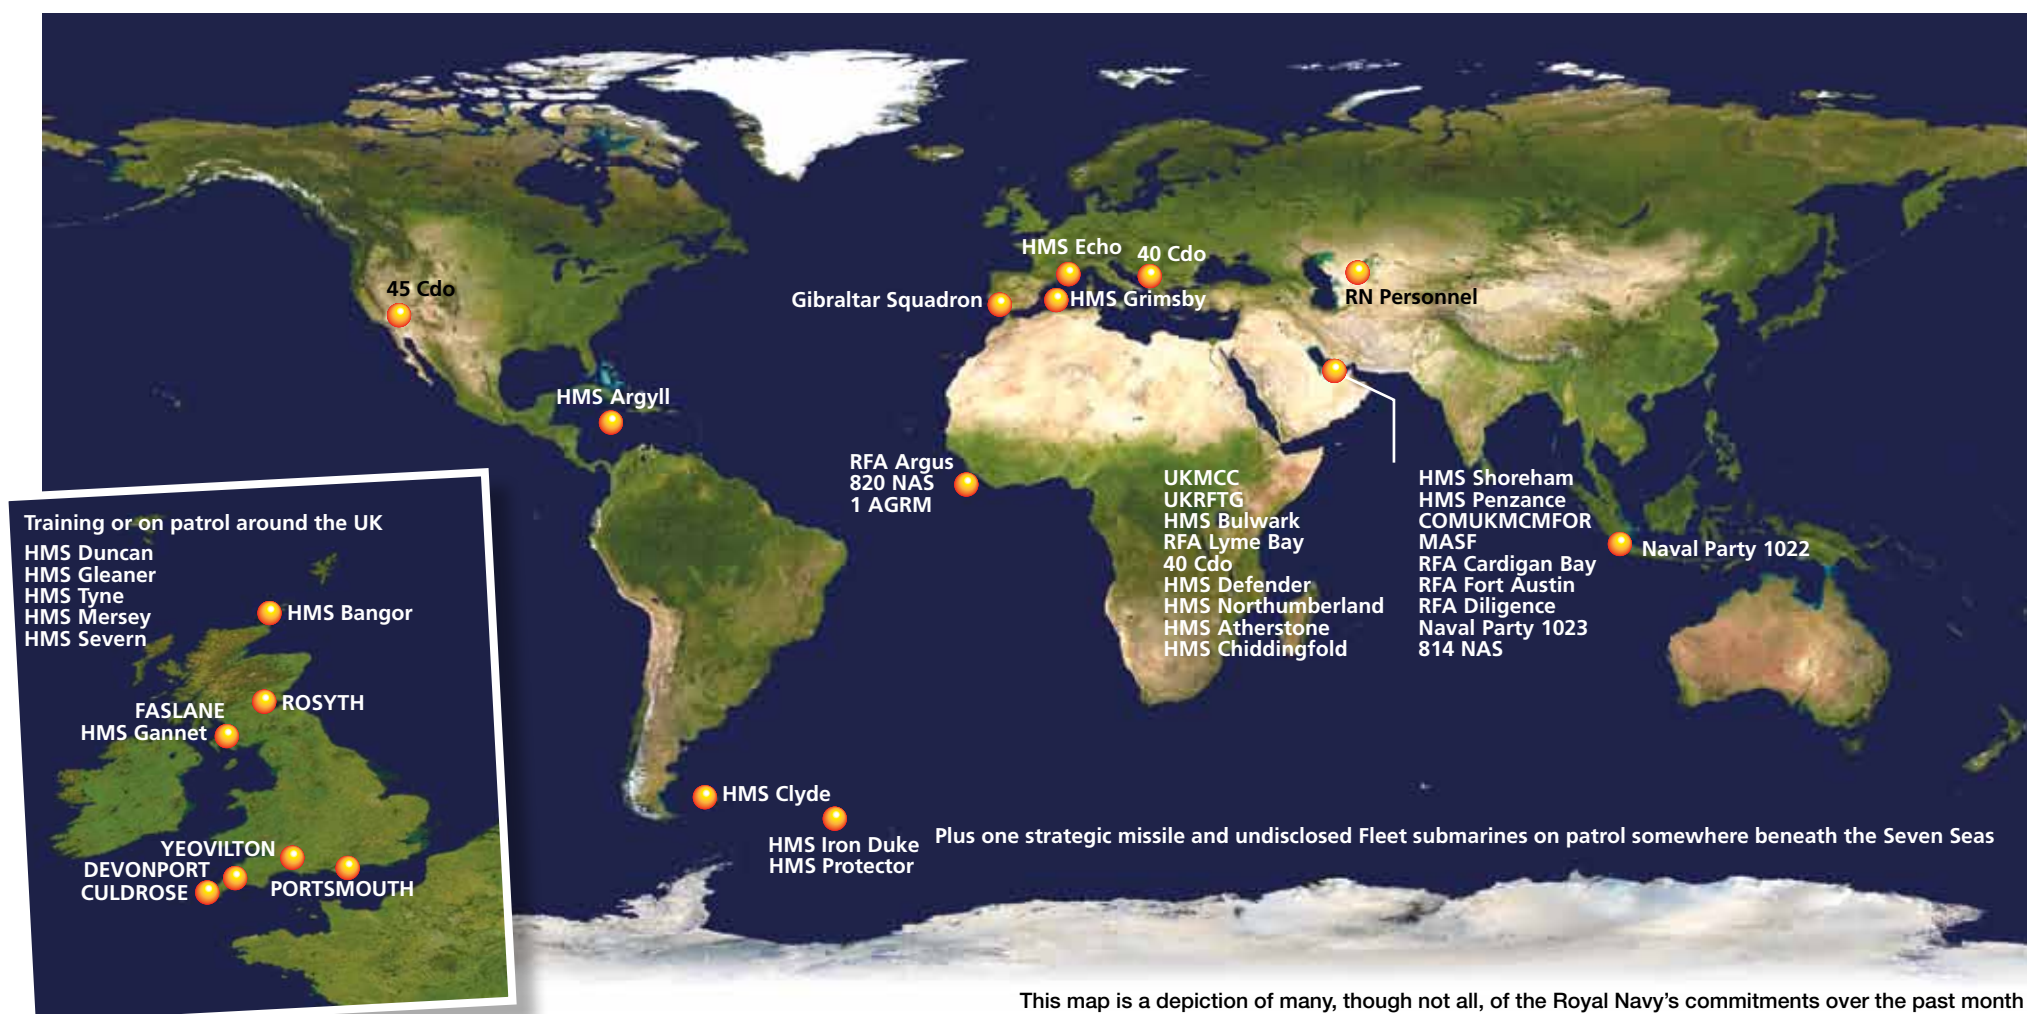 HMS Echo
40 Cdo
45 Cdo
Gibraltar Squadron
HMS Grimsby
RN Personnel
HMS Argyll
RFA Argus
820 NAS
1 AGRM
UKMCC
UKRFTG
HMS Bulwark
RFA Lyme Bay
40 Cdo
HMS Defender
HMS Northumberland
HMS Atherstone
HMS Chiddingfold
HMS Shoreham
HMS Penzance
COMUKMCMFOR
MASF
RFA Cardigan Bay
RFA Fort Austin
RFA Diligence
Naval Party 1023
814 NAS
Naval Party 1022
Training or on patrol around the UK
HMS Duncan
HMS Gleaner
HMS Tyne
HMS Mersey
HMS Severn
HMS Bangor
ROSYTH
FASLANE
HMS Gannet
YEOVILTON
DEVONPORT
CULDROSE
PORTSMOUTH
HMS Clyde
HMS Iron Duke
HMS Protector
Plus one strategic missile and undisclosed Fleet submarines on patrol somewhere beneath the Seven Seas
This map is a depiction of many, though not all, of the Royal Navy's commitments over the past month